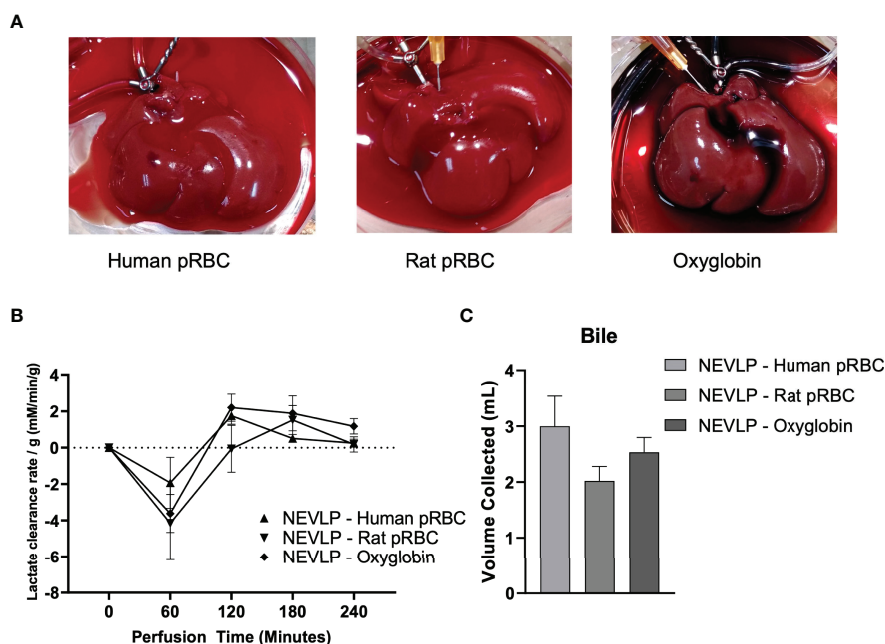 A
Human pRBC
Rat pRBC
Oxyglobin
B
Lactate clearance rate / g (mM/min/g)
4
2
0
-2
-4
-6
-8
0
60
120
180
240
Perfusion Time (Minutes)
NEVLP - Human pRBC
NEVLP - Rat pRBC
NEVLP - Oxyglobin
C
Bile
Volume Collected (mL)
4
3
2
1
0
NEVLP - Human pRBC
NEVLP - Rat pRBC
NEVLP - Oxyglobin